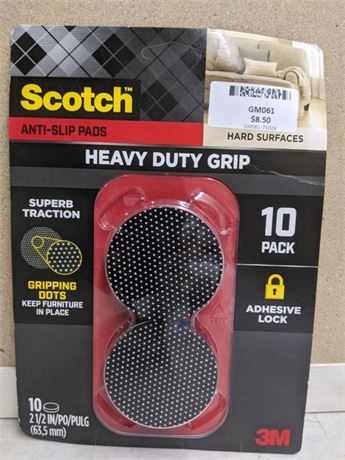 Scotch™
ANTI-SLIP PADS
GM061
$8.50
HARD SURFACES
HEAVY DUTY GRIP
SUPERB
TRACTION
GRIPPING
DOTS
KEEP FURNITURE
IN PLACE
10
PACK
ADHESIVE
LOCK
10
2 1/2 IN/PO/PULG
(63,5 mm)
3M